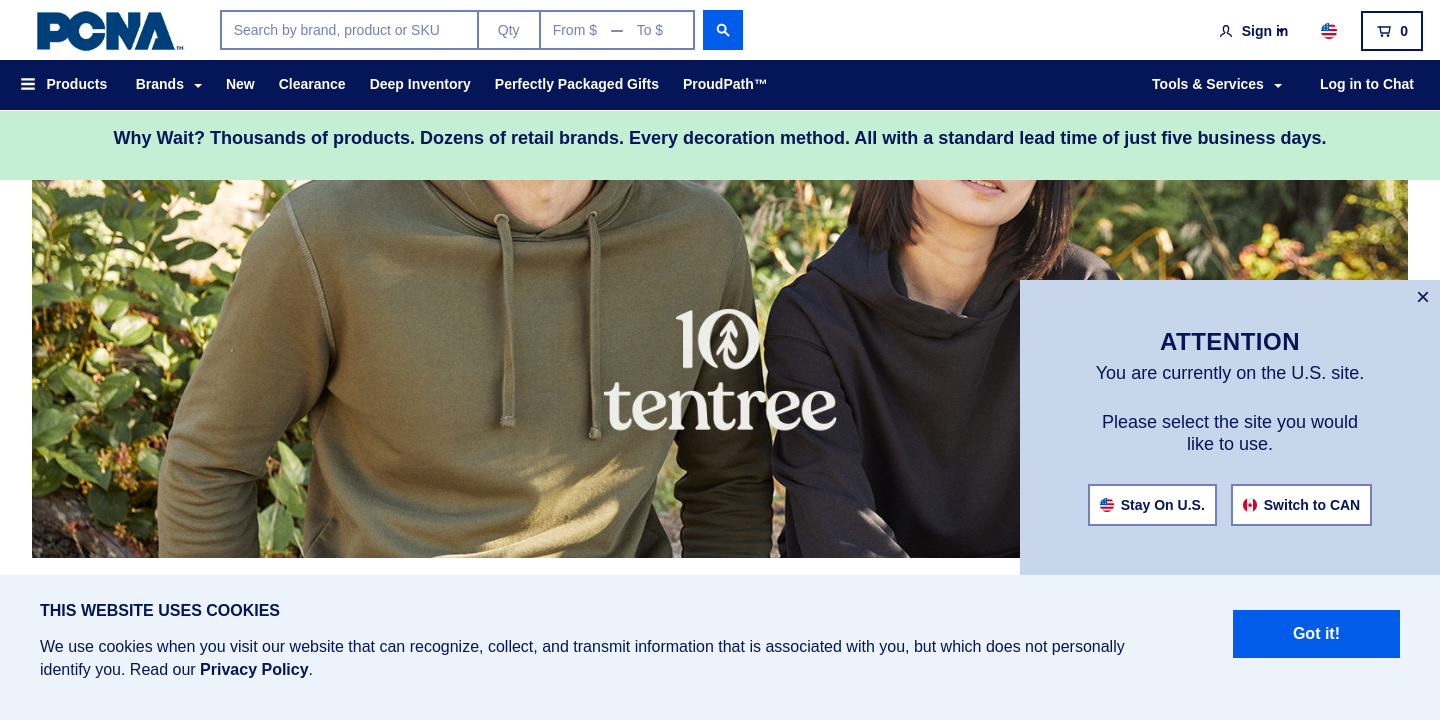 PCNA™
Search by brand, product or SKU
Qty
From $ — To $
Sign in
0
Products
Brands
New
Clearance
Deep Inventory
Perfectly Packaged Gifts
ProudPath™
Tools & Services
Log in to Chat
Why Wait? Thousands of products. Dozens of retail brands. Every decoration method. All with a standard lead time of just five business days.
10
tentree
ATTENTION
You are currently on the U.S. site.
Please select the site you would
like to use.
Stay On U.S.
Switch to CAN
THIS WEBSITE USES COOKIES
We use cookies when you visit our website that can recognize, collect, and transmit information that is associated with you, but which does not personally
identify you. Read our Privacy Policy.
Got it!